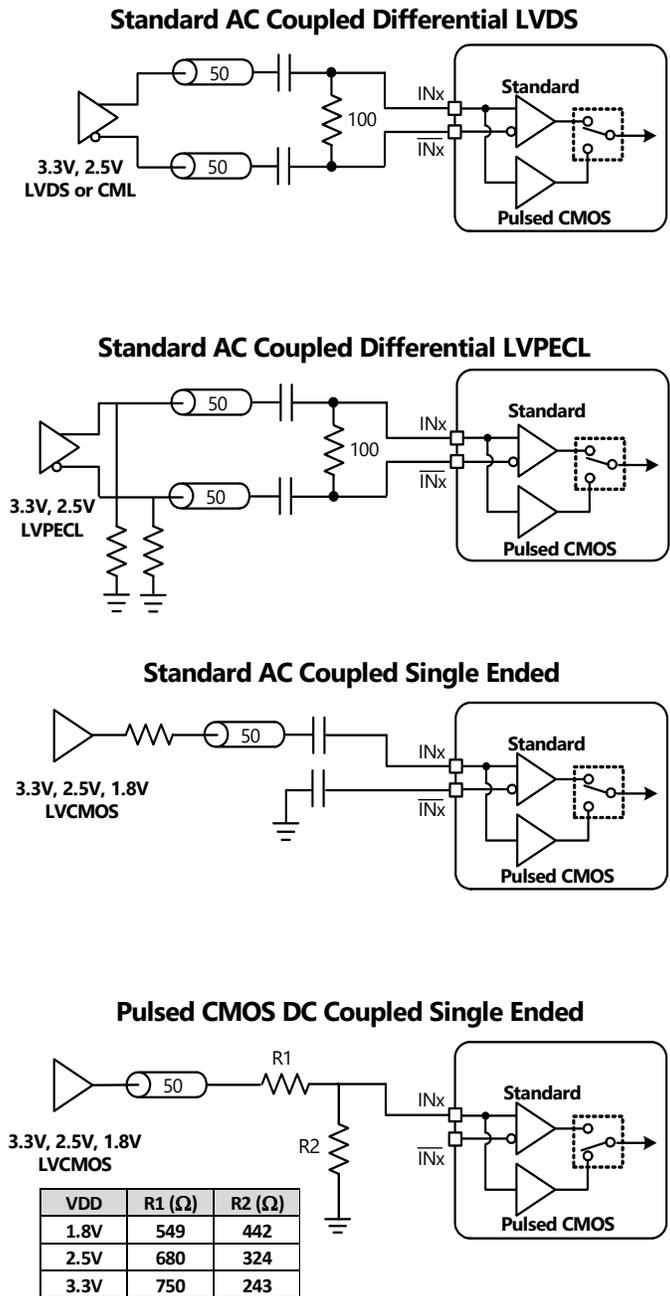 Standard AC Coupled Differential LVDS
50
INx
Standard
100
50
INx
3.3V, 2.5V
LVDS or CML
Pulsed CMOS
Standard AC Coupled Differential LVPECL
50
INx
Standard
100
50
INx
3.3V, 2.5V
LVPECL
Pulsed CMOS
Standard AC Coupled Single Ended
50
INx
Standard
3.3V, 2.5V, 1.8V
LVCMOS
INx
Pulsed CMOS
Pulsed CMOS DC Coupled Single Ended
R1
50
INx
Standard
3.3V, 2.5V, 1.8V
LVCMOS
R2
INx
Pulsed CMOS
VDD R1 (Ω) R2 (Ω)
1.8V 549 442
2.5V 680 324
3.3V 750 243